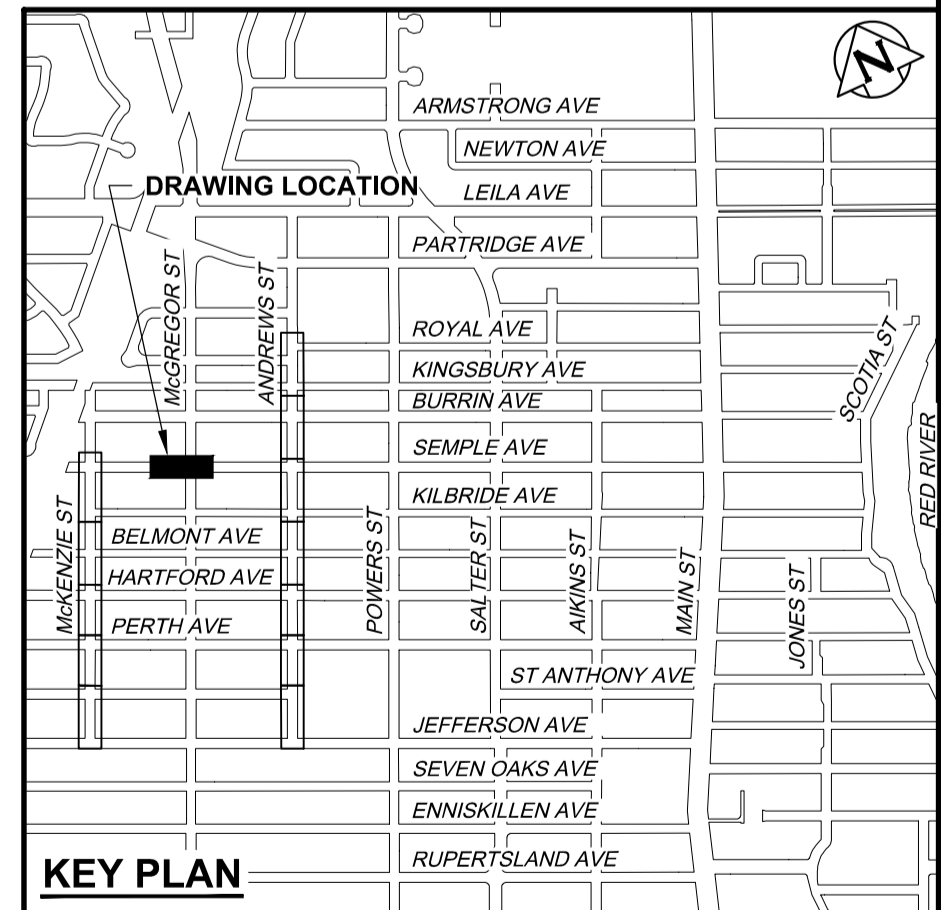 N
ARMSTRONG AVE
NEWTON AVE
DRAWING LOCATION
LEILA AVE
PARTRIDGE AVE
McGREGOR ST
ANDREWS ST
ROYAL AVE
KINGSBURY AVE
BURRIN AVE
SCOTIA ST
SEMPLE AVE
RED RIVER
KILBRIDE AVE
McKENZIE ST
BELMONT AVE
HARTFORD AVE
PERTH AVE
POWERS ST
SALTER ST
AIKINS ST
MAIN ST
JONES ST
ST ANTHONY AVE
JEFFERSON AVE
SEVEN OAKS AVE
ENNISKILLEN AVE
RUPERTSLAND AVE
KEY PLAN